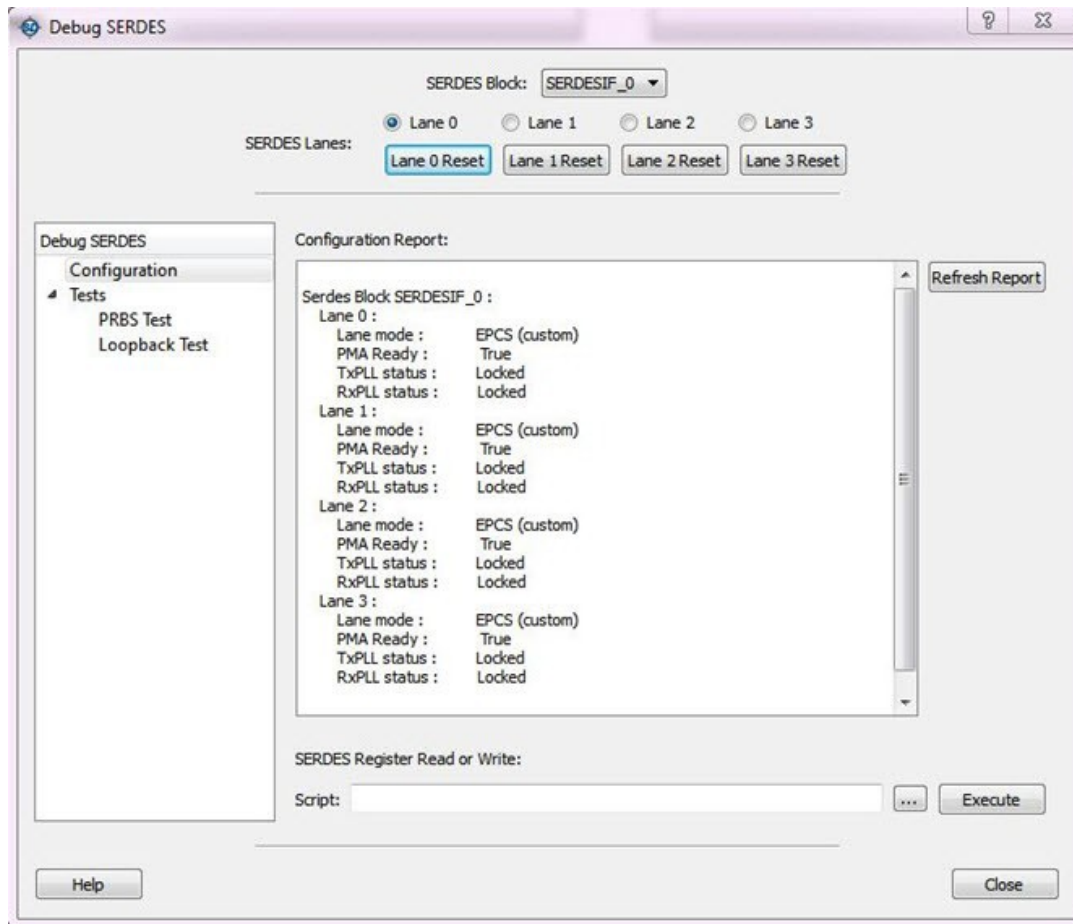 Debug SERDES
SERDES Block: SERDESIF_0
SERDES Lanes:
Lane 0 Lane 1 Lane 2 Lane 3
Lane 0 Reset Lane 1 Reset Lane 2 Reset Lane 3 Reset
Debug SERDES
Configuration
Tests
PRBS Test
Loopback Test
Configuration Report:
Refresh Report
Serdes Block SERDESIF_0 :
Lane 0 :
Lane mode : EPCS (custom)
PMA Ready : True
TxPLL status : Locked
RxPLL status : Locked
Lane 1 :
Lane mode : EPCS (custom)
PMA Ready : True
TxPLL status : Locked
RxPLL status : Locked
Lane 2 :
Lane mode : EPCS (custom)
PMA Ready : True
TxPLL status : Locked
RxPLL status : Locked
Lane 3 :
Lane mode : EPCS (custom)
PMA Ready : True
TxPLL status : Locked
RxPLL status : Locked
SERDES Register Read or Write:
Script: ... Execute
Help Close